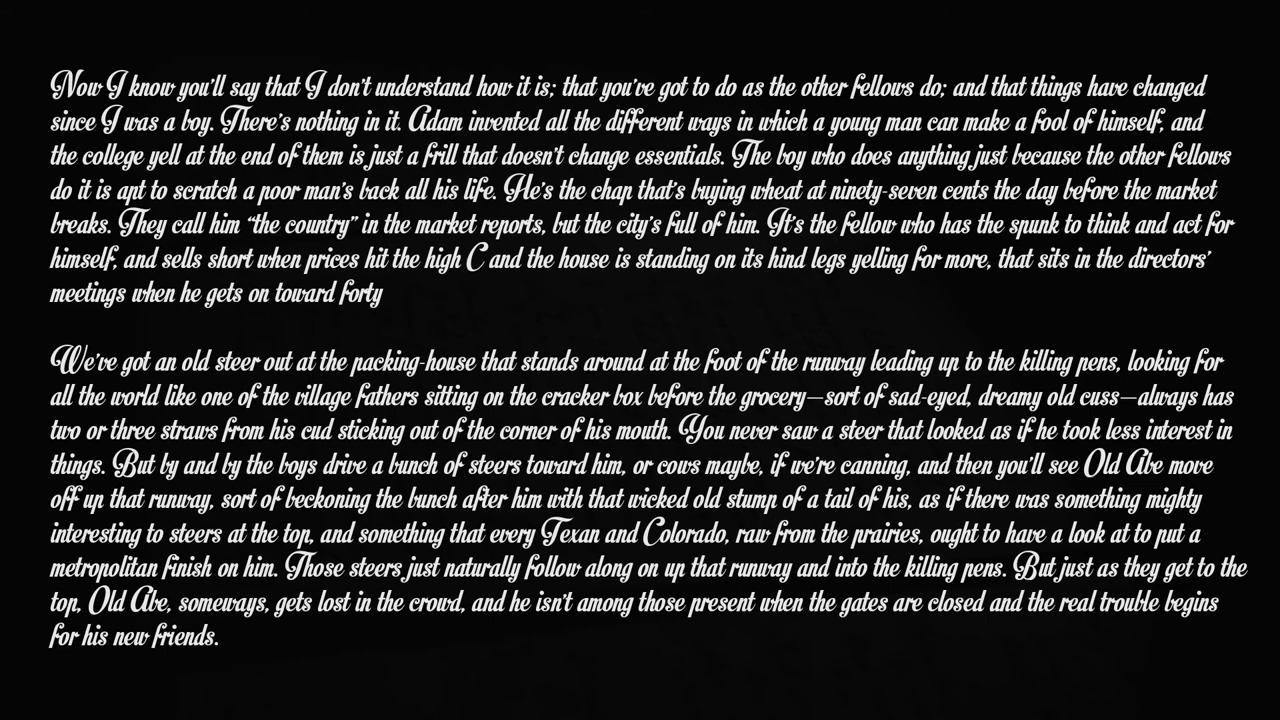 Now I know you'll say that I don't understand how it is; that you've got to do as the other fellows do; and that things have changed
since I was a boy. There's nothing in it. Adam invented all the different ways in which a young man can make a fool of himself, and
the college yell at the end of them is just a frill that doesn't change essentials. The boy who does anything just because the other fellows
do it is apt to scratch a poor man's back all his life. He's the chap that's buying wheat at ninety-seven cents the day before the market
breaks. They call him “the country” in the market reports, but the city's full of him. It's the fellow who has the spunk to think and act for
himself, and sells short when prices hit the high C and the house is standing on its hind legs yelling for more, that sits in the directors'
meetings when he gets on toward forty
We've got an old steer out at the packing-house that stands around at the foot of the runway leading up to the killing pens, looking for
all the world like one of the village fathers sitting on the cracker box before the grocery—sort of sad-eyed, dreamy old cuss—always has
two or three straws from his cud sticking out of the corner of his mouth. You never saw a steer that looked as if he took less interest in
things. But by and by the boys drive a bunch of steers toward him, or cows maybe, if we're canning, and then you'll see Old Abe move
off up that runway, sort of beckoning the bunch after him with that wicked old stump of a tail of his, as if there was something mighty
interesting to steers at the top, and something that every Texan and Colorado, raw from the prairies, ought to have a look at to put a
metropolitan finish on him. Those steers just naturally follow along on up that runway and into the killing pens. But just as they get to the
top, Old Abe, someways, gets lost in the crowd, and he isn't among those present when the gates are closed and the real trouble begins
for his new friends.